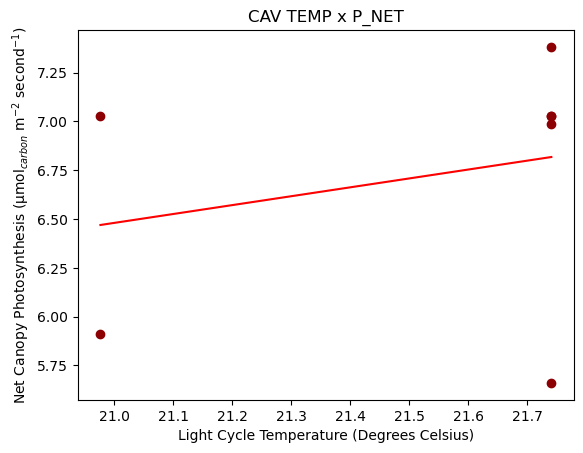 CAV TEMP x P_NET
Net Canopy Photosynthesis (μmol$_{carbon}$ m$^{-2}$ second$^{-1}$)
7.25
7.00
6.75
6.50
6.25
6.00
5.75
21.0 21.1 21.2 21.3 21.4 21.5 21.6 21.7
Light Cycle Temperature (Degrees Celsius)